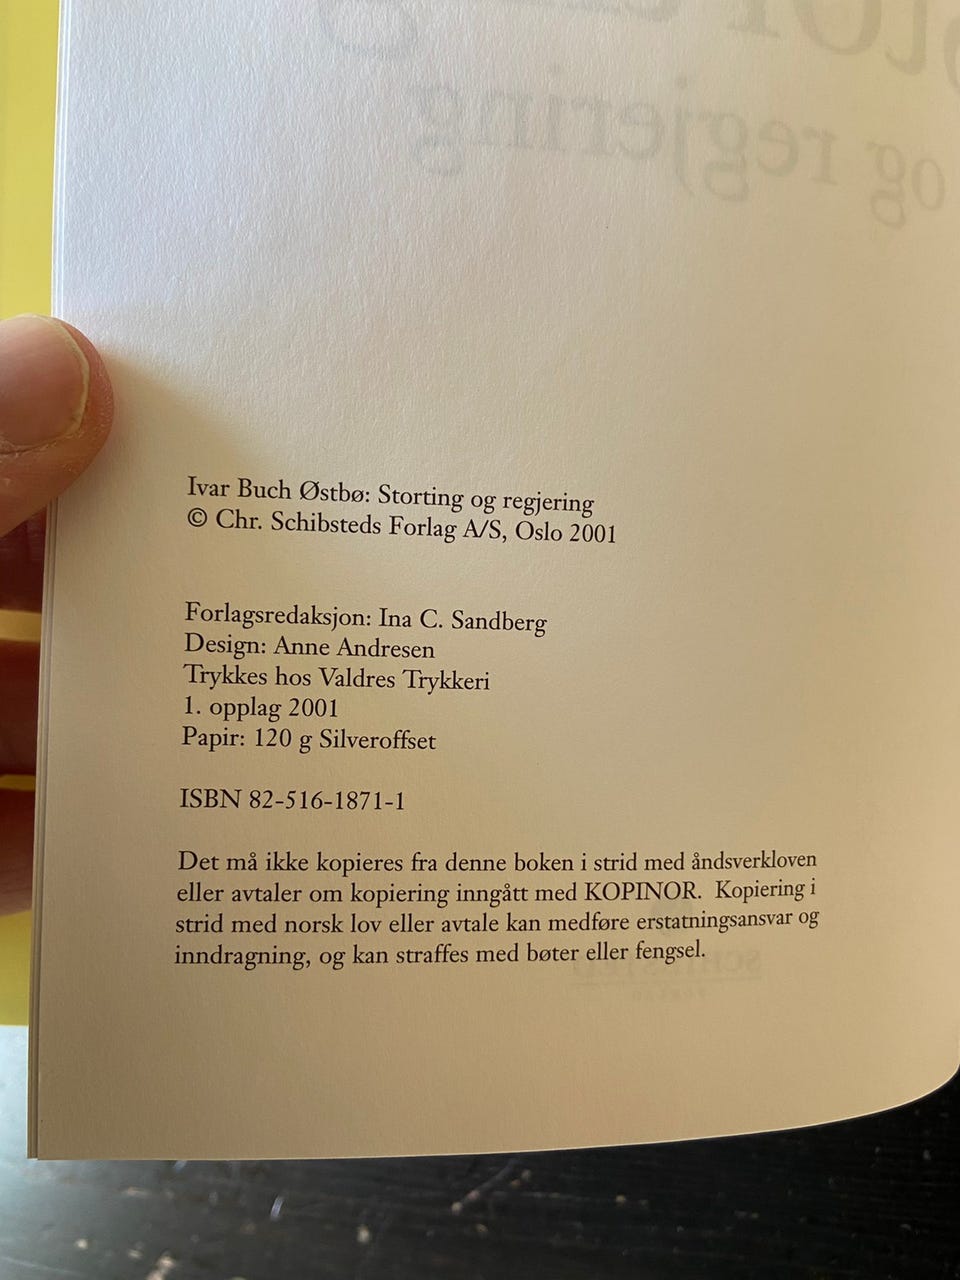 og regjering
Ivar Buch Østbø: Storting og regjering
© Chr. Schibsteds Forlag A/S, Oslo 2001
Forlagsredaksjon: Ina C. Sandberg
Design: Anne Andresen
Trykkes hos Valdres Trykkeri
1. opplag 2001
Papir: 120 g Silveroffset
ISBN 82-516-1871-1
Det må ikke kopieres fra denne boken i strid med åndsverkloven
eller avtaler om kopiering inngått med KOPINOR. Kopiering i
strid med norsk lov eller avtale kan medføre erstatningsansvar og
inndragning, og kan straffes med bøter eller fengsel.